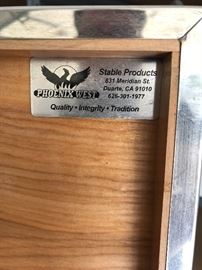 Stable Products
831 Meridian St.
Duarte, CA 91010
626-301-1977
PHOENIX WEST
Quality • Integrity • Tradition